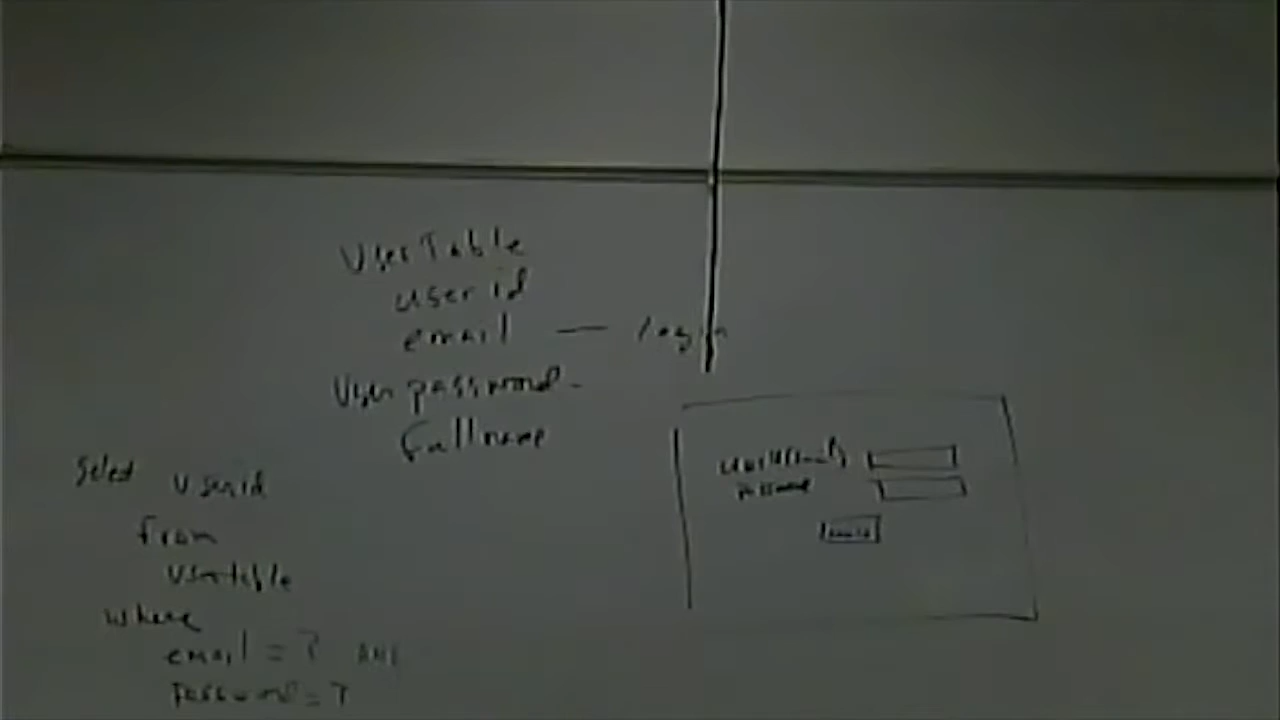 UserTable
userid
email — login
Userpassword
fullname
Select userid
from
usertable
where
email = ? AND
password = ?